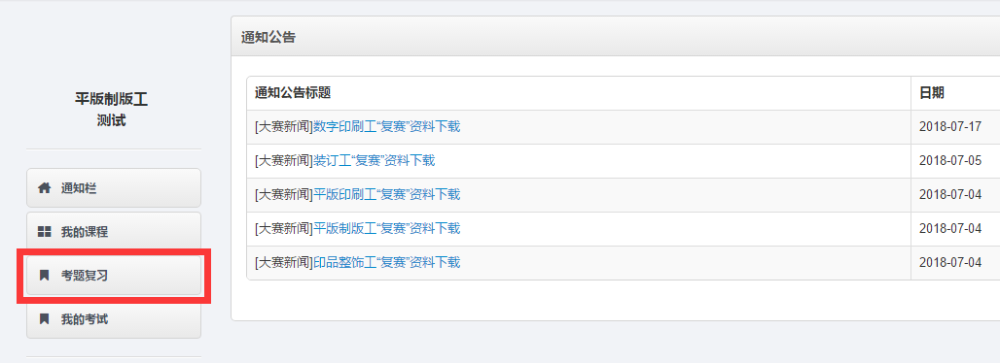 通知公告
平版制版工
测试
通知栏
我的课程
考题复习
我的考试
通知公告标题 日期
[大赛新闻]数字印刷工“复赛”资料下载 2018-07-17
[大赛新闻]装订工“复赛”资料下载 2018-07-05
[大赛新闻]平版印刷工“复赛”资料下载 2018-07-04
[大赛新闻]平版制版工“复赛”资料下载 2018-07-04
[大赛新闻]印品整饰工“复赛”资料下载 2018-07-04